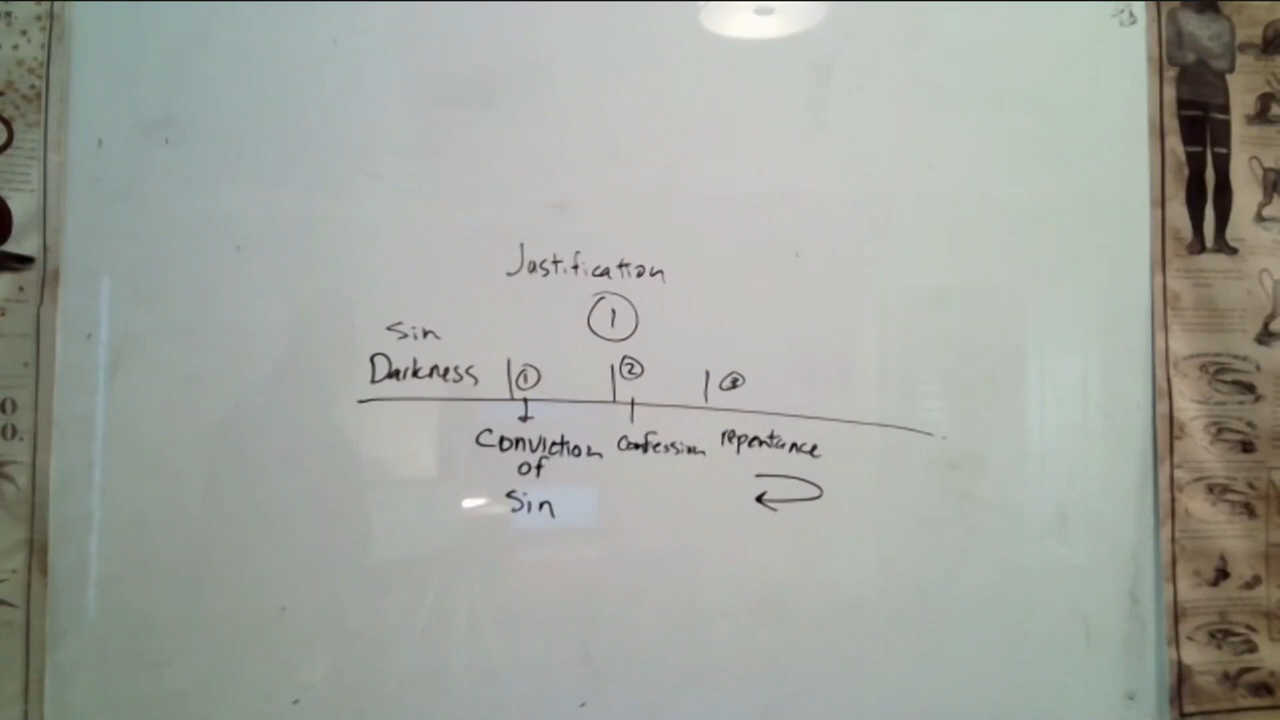 Justification
①
Sin
Darkness ① ② ③
Conviction Confession repentance
of
Sin